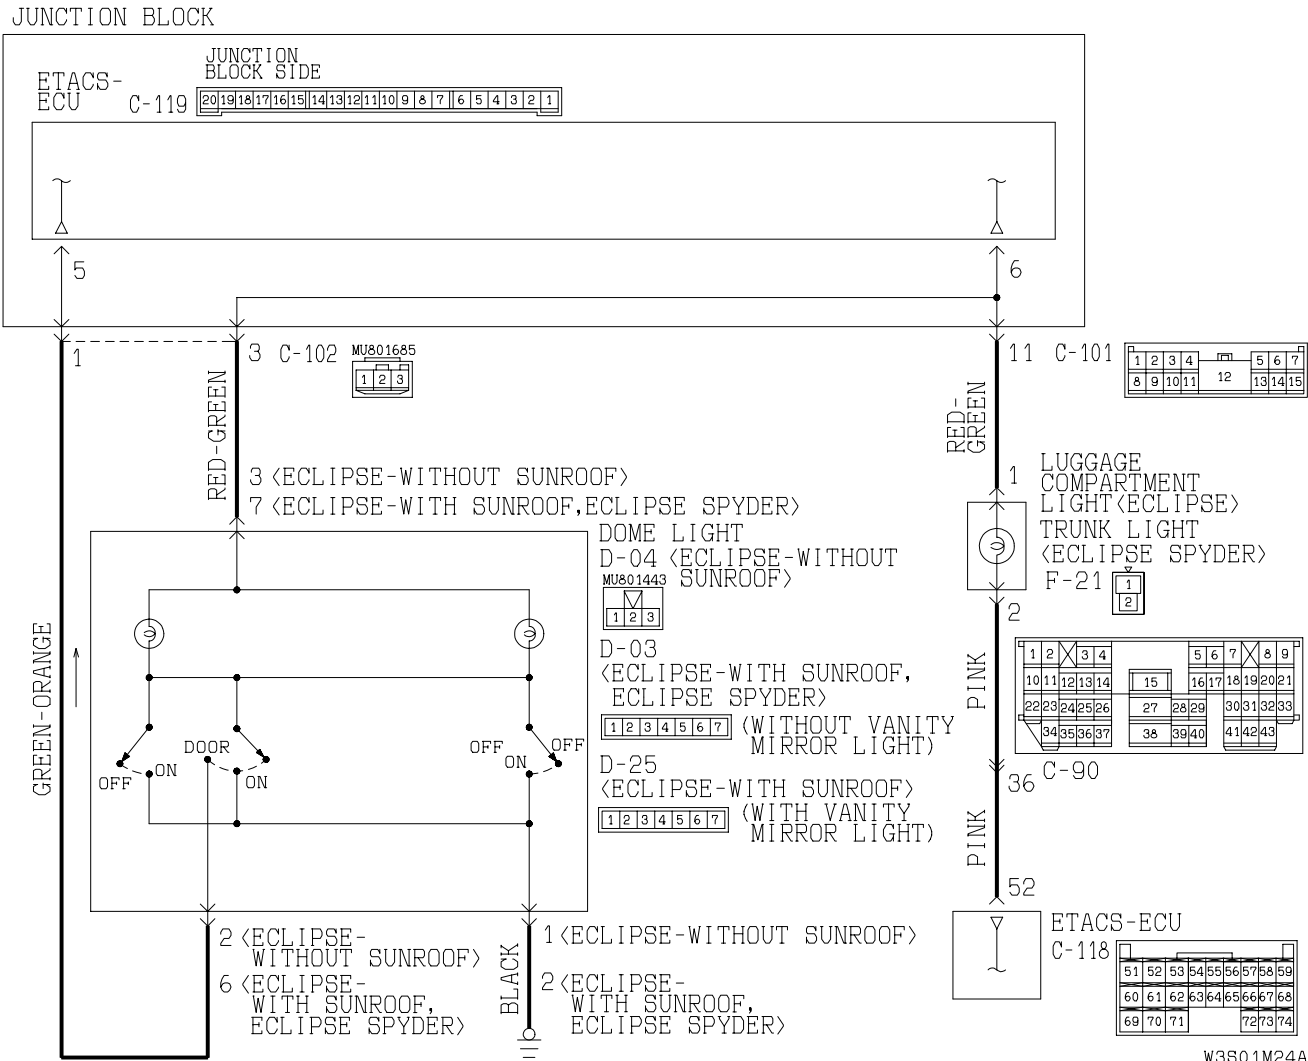 JUNCTION BLOCK
JUNCTION
BLOCK SIDE
ETACS-
ECU
C-119
20 19 18 17 16 15 14 13 12 11 10 9 8 7 6 5 4 3 2 1
5
6
1
3
C-102
MU801685
1 2 3
11
C-101
1 2 3 4 5 6 7
8 9 10 11 12 13 14 15
RED-GREEN
RED-
GREEN
3 <ECLIPSE-WITHOUT SUNROOF>
7 <ECLIPSE-WITH SUNROOF,ECLIPSE SPYDER>
1
LUGGAGE
COMPARTMENT
LIGHT<ECLIPSE>
TRUNK LIGHT
<ECLIPSE SPYDER>
F-21
1
2
2
DOME LIGHT
D-04 <ECLIPSE-WITHOUT
SUNROOF>
MU801443
1 2 3
D-03
<ECLIPSE-WITH SUNROOF,
ECLIPSE SPYDER>
1 2 3 4 5 6 7
(WITHOUT VANITY
MIRROR LIGHT)
D-25
<ECLIPSE-WITH SUNROOF>
1 2 3 4 5 6 7
(WITH VANITY
MIRROR LIGHT)
GREEN-ORANGE
OFF
ON
DOOR
ON
OFF
ON
OFF
PINK
1 2 3 4 5 6 7 8 9
10 11 12 13 14 15 16 17 18 19 20 21
22 23 24 25 26 27 28 29 30 31 32 33
34 35 36 37 38 39 40 41 42 43
36
C-90
PINK
52
ETACS-ECU
C-118
51 52 53 54 55 56 57 58 59
60 61 62 63 64 65 66 67 68
69 70 71 72 73 74
2 <ECLIPSE-
WITHOUT SUNROOF>
6 <ECLIPSE-
WITH SUNROOF,
ECLIPSE SPYDER>
BLACK
1 <ECLIPSE-WITHOUT SUNROOF>
2 <ECLIPSE-
WITH SUNROOF,
ECLIPSE SPYDER>
W3S01M24A